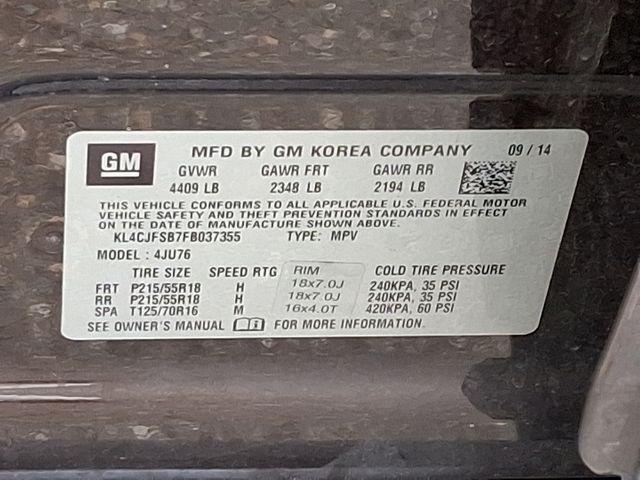 GM MFD BY GM KOREA COMPANY 09 / 14
GVWR GAWR FRT GAWR RR
4409 LB 2348 LB 2194 LB
THIS VEHICLE CONFORMS TO ALL APPLICABLE U.S. FEDERAL MOTOR
VEHICLE SAFETY AND THEFT PREVENTION STANDARDS IN EFFECT
ON THE DATE OF MANUFACTURE SHOWN ABOVE.
KL4CJFSB7FB037355 TYPE: MPV
MODEL : 4JU76
TIRE SIZE SPEED RTG RIM COLD TIRE PRESSURE
FRT P215/55R18 H 18x7.0J 240KPA, 35 PSI
RR P215/55R18 H 18x7.0J 240KPA, 35 PSI
SPA T125/70R16 M 16x4.0T 420KPA, 60 PSI
SEE OWNER'S MANUAL FOR MORE INFORMATION.